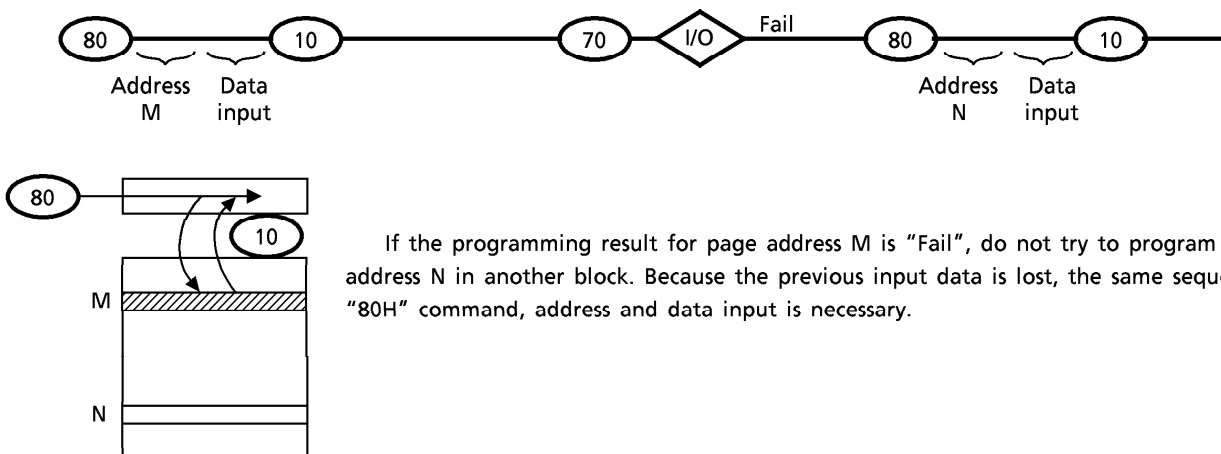 80 10 70 I/O Fail 80 10
Address Data Address Data
M input N input
80
10
If the programming result for page address M is “Fail”, do not try to program
address N in another block. Because the previous input data is lost, the same
M
“80H” command, address and data input is necessary.
N